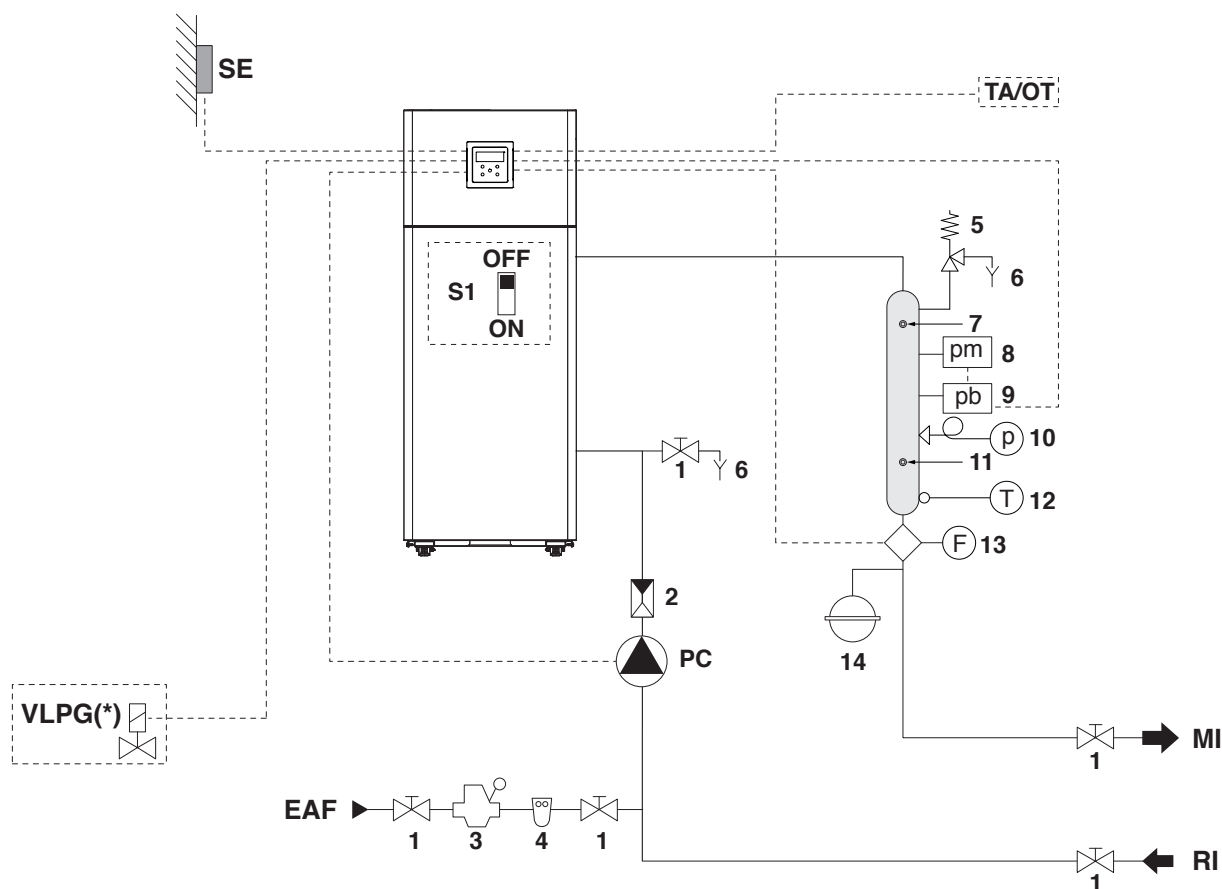 SE
TA/OT
OFF
S1
ON
5
6
7
pm 8
pb 9
p 10
1 6
11
T 12
F 13
2
PC
14
VLPG(*)
MI
1
EAF
1 3 4 1
RI
1